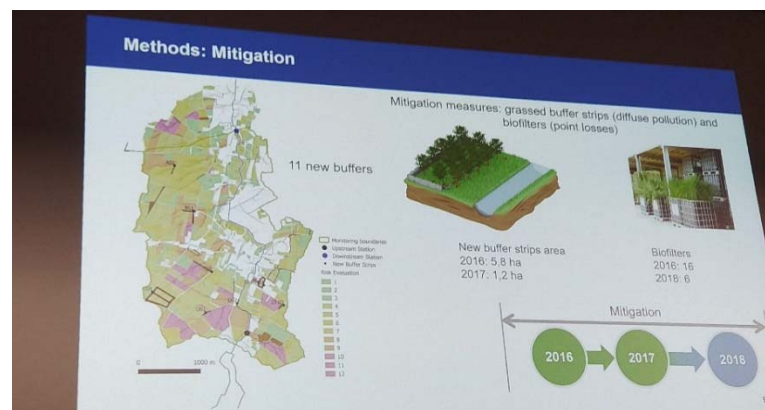 Methods: Mitigation
Mitigation measures: grassed buffer strips (diffuse pollution) and
biofilters (point losses)
11 new buffers
Monitoring boundaries
Upstream Station
Downstream Station
New Buffer Strips
Risk Evaluation
1
2
3
4
5
6
7
8
9
10
11
12
0
1000 m
New buffer strips area
2016: 5,8 ha
2017: 1,2 ha
Biofilters
2016: 16
2018: 6
Mitigation
2016
2017
2018